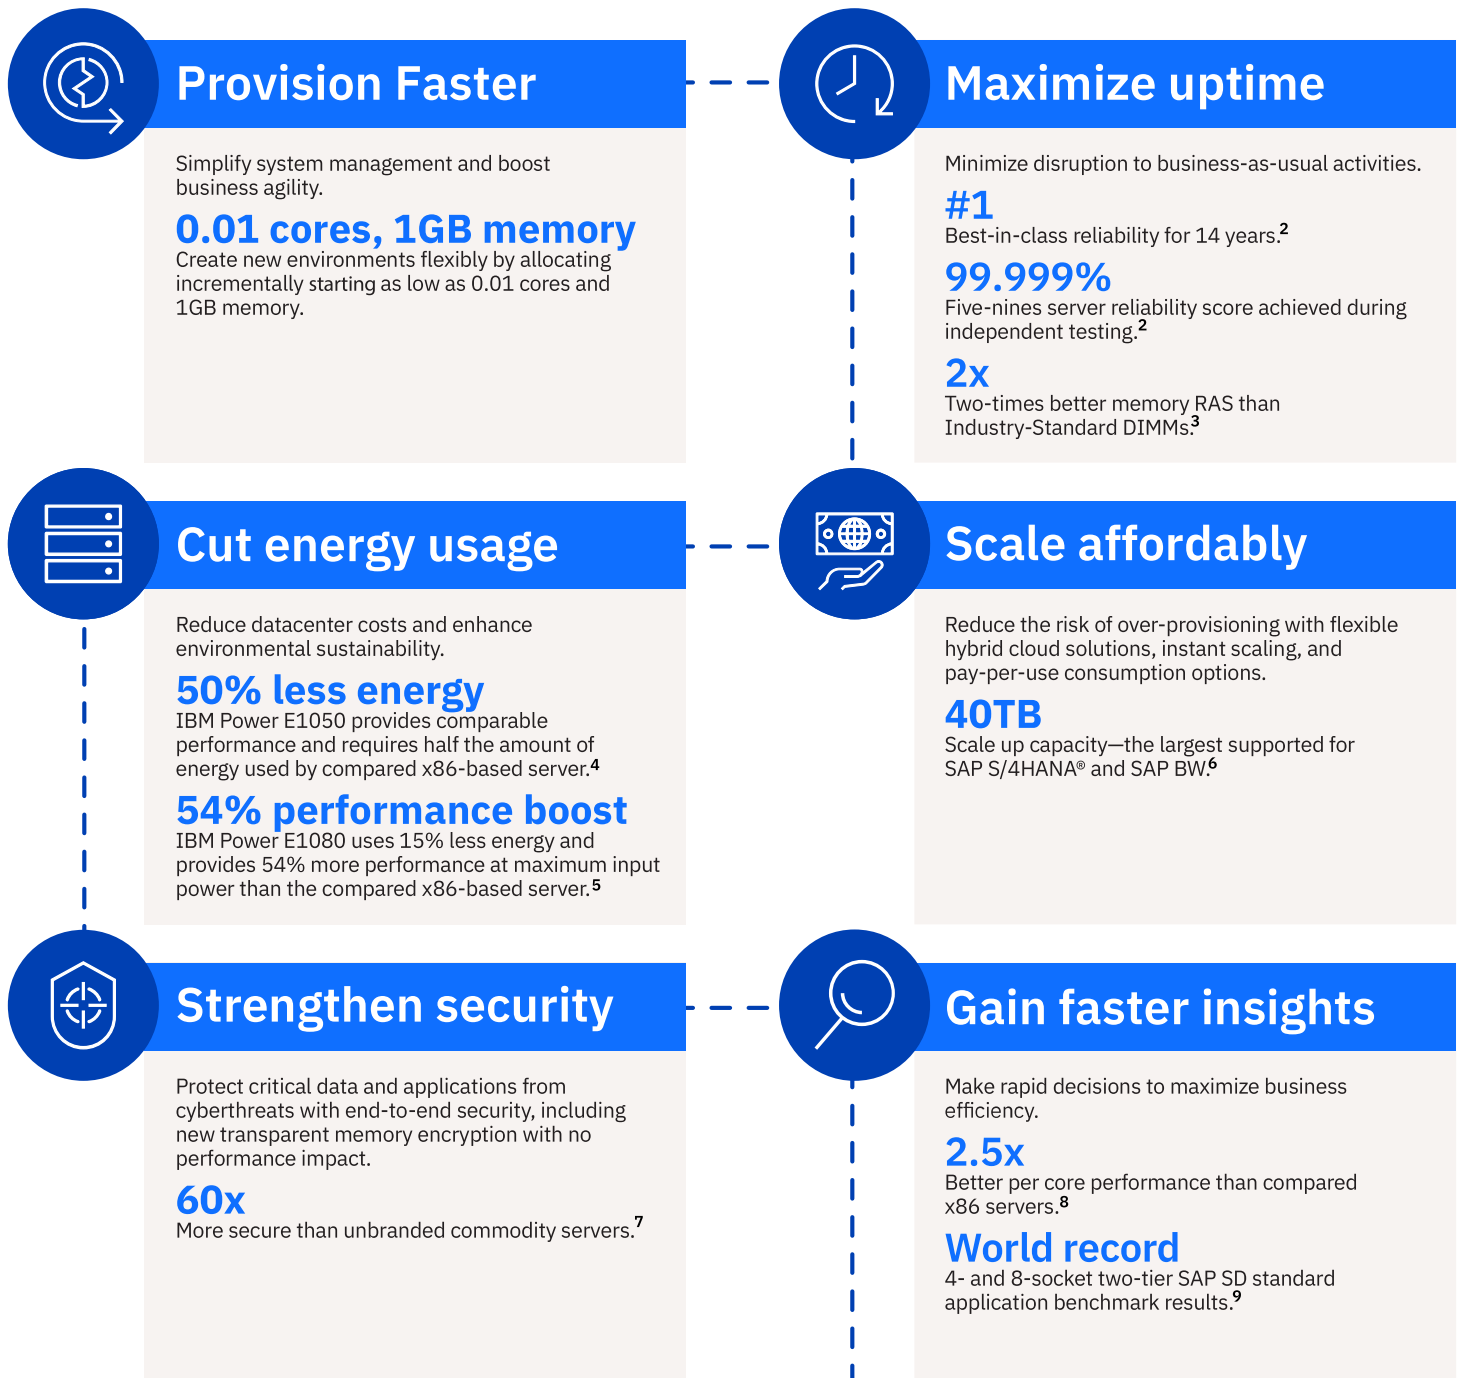 Provision Faster
Simplify system management and boost
business agility.
0.01 cores, 1GB memory
Create new environments flexibly by allocating
incrementally starting as low as 0.01 cores and
1GB memory.
Maximize uptime
Minimize disruption to business-as-usual activities.
#1
Best-in-class reliability for 14 years.2
99.999%
Five-nines server reliability score achieved during
independent testing.2
2x
Two-times better memory RAS than
Industry-Standard DIMMs.3
Cut energy usage
Reduce datacenter costs and enhance
environmental sustainability.
50% less energy
IBM Power E1050 provides comparable
performance and requires half the amount of
energy used by compared x86-based server.4
54% performance boost
IBM Power E1080 uses 15% less energy and
provides 54% more performance at maximum input
power than the compared x86-based server.5
Scale affordably
Reduce the risk of over-provisioning with flexible
hybrid cloud solutions, instant scaling, and
pay-per-use consumption options.
40TB
Scale up capacity—the largest supported for
SAP S/4HANA® and SAP BW.6
Strengthen security
Protect critical data and applications from
cyberthreats with end-to-end security, including
new transparent memory encryption with no
performance impact.
60x
More secure than unbranded commodity servers.7
Gain faster insights
Make rapid decisions to maximize business
efficiency.
2.5x
Better per core performance than compared
x86 servers.8
World record
4- and 8-socket two-tier SAP SD standard
application benchmark results.9